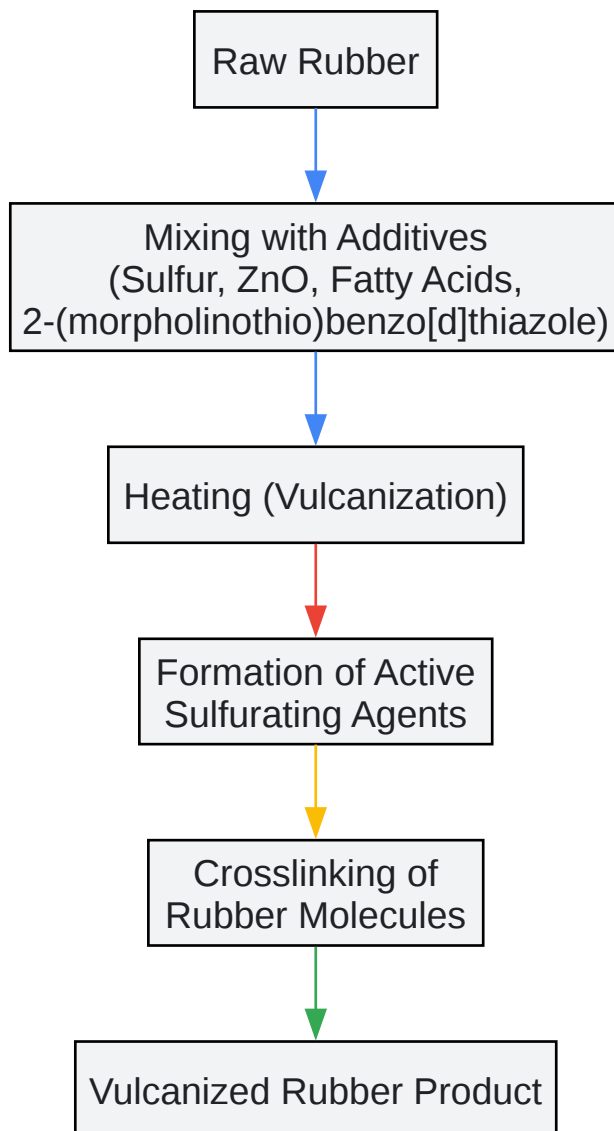 Raw Rubber
Mixing with Additives
(Sulfur, ZnO, Fatty Acids,
2-(morpholinothio)benzo[d]thiazole)
Heating (Vulcanization)
Formation of Active
Sulfurating Agents
Crosslinking of
Rubber Molecules
Vulcanized Rubber Product